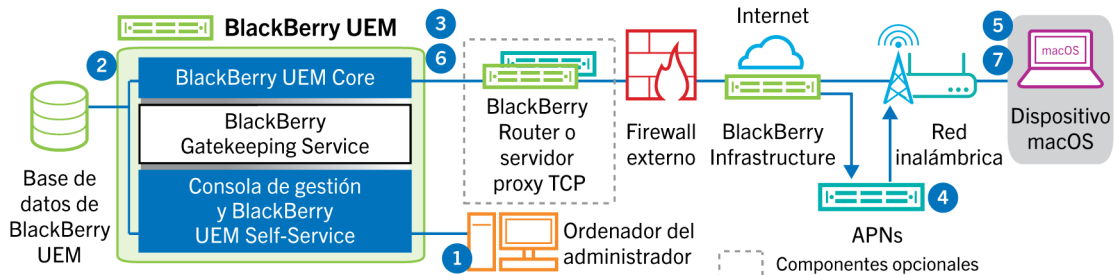 BlackBerry UEM
2
BlackBerry UEM Core
BlackBerry
Gatekeeping Service
Consola de gestión
y BlackBerry
UEM Self-Service
Base de
datos de
BlackBerry
UEM
3
6
BlackBerry
Router o
servidor
proxy TCP
1
Ordenador del
administrador
Firewall
externo
Internet
BlackBerry
Infrastructure
Red
inalámbrica
4
APNs
5
7
macOS
Dispositivo
macOS
Componentes opcionales